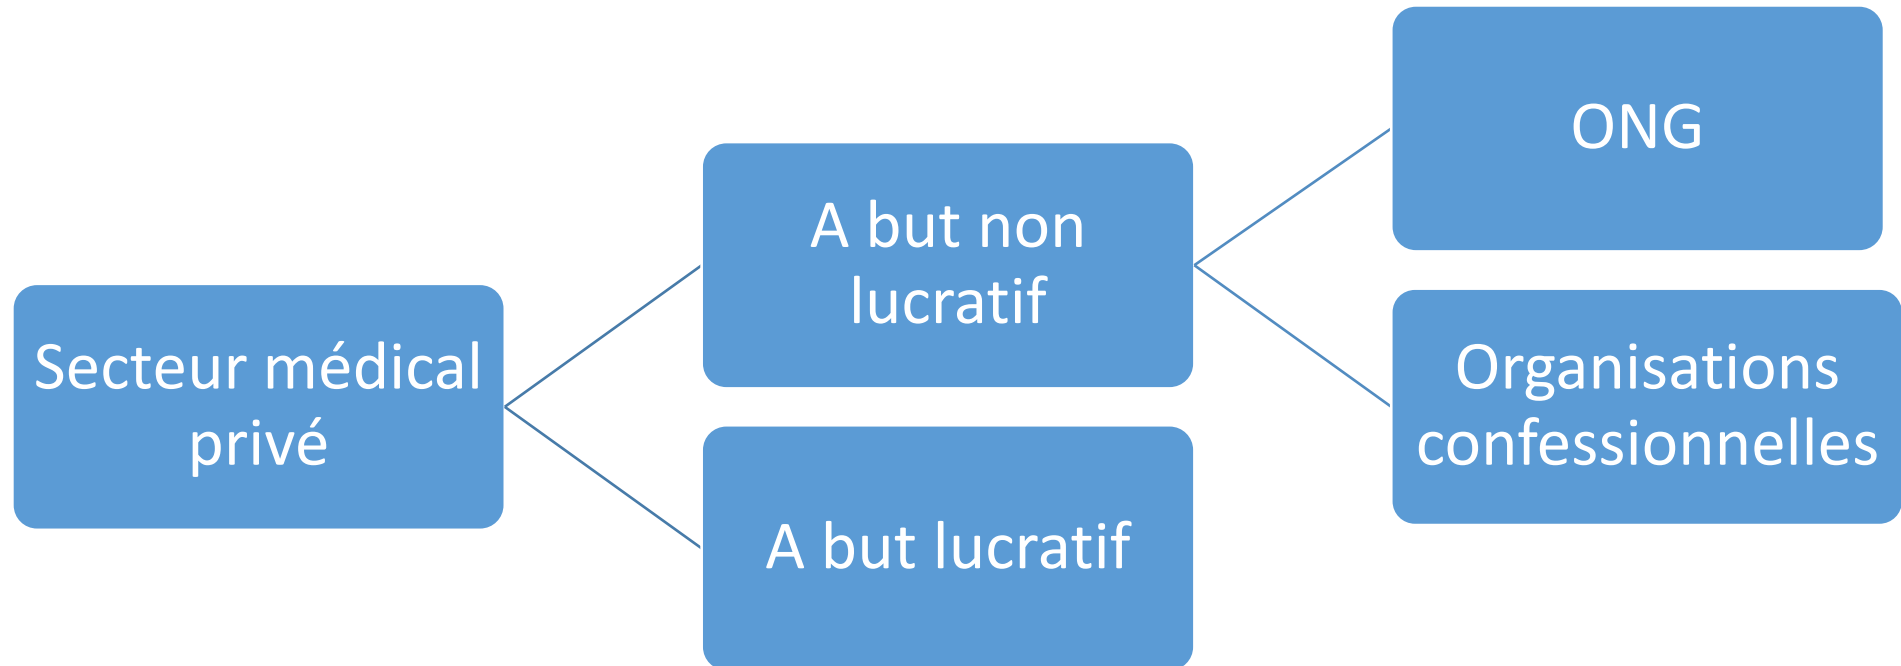 Secteur médical
privé
A but non
lucratif
A but lucratif
ONG
Organisations
confessionnelles